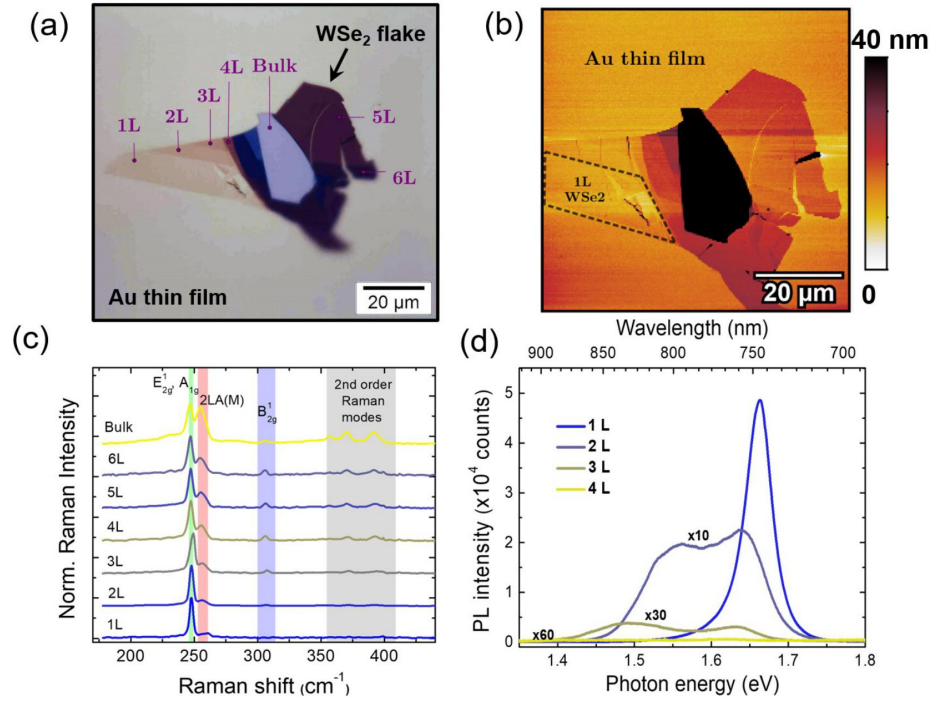 (a)
WSe₂ flake
Bulk
4L
3L
2L
1L
5L
6L
Au thin film
20 µm
(b)
40 nm
Au thin film
1L
WSe2
20 µm
0
(c)
E¹2g, A1g
2LA(M)
B¹2g
2nd order
Raman
modes
Bulk
6L
5L
4L
3L
2L
1L
Norm. Raman Intensity
200 250 300 350 400
Raman shift (cm⁻¹)
(d)
Wavelength (nm)
900 850 800 750 700
5
4
3
2
1
0
1 L
2 L
3 L
4 L
x10
x30
x60
PL intensity (x10⁴ counts)
1.4 1.5 1.6 1.7 1.8
Photon energy (eV)